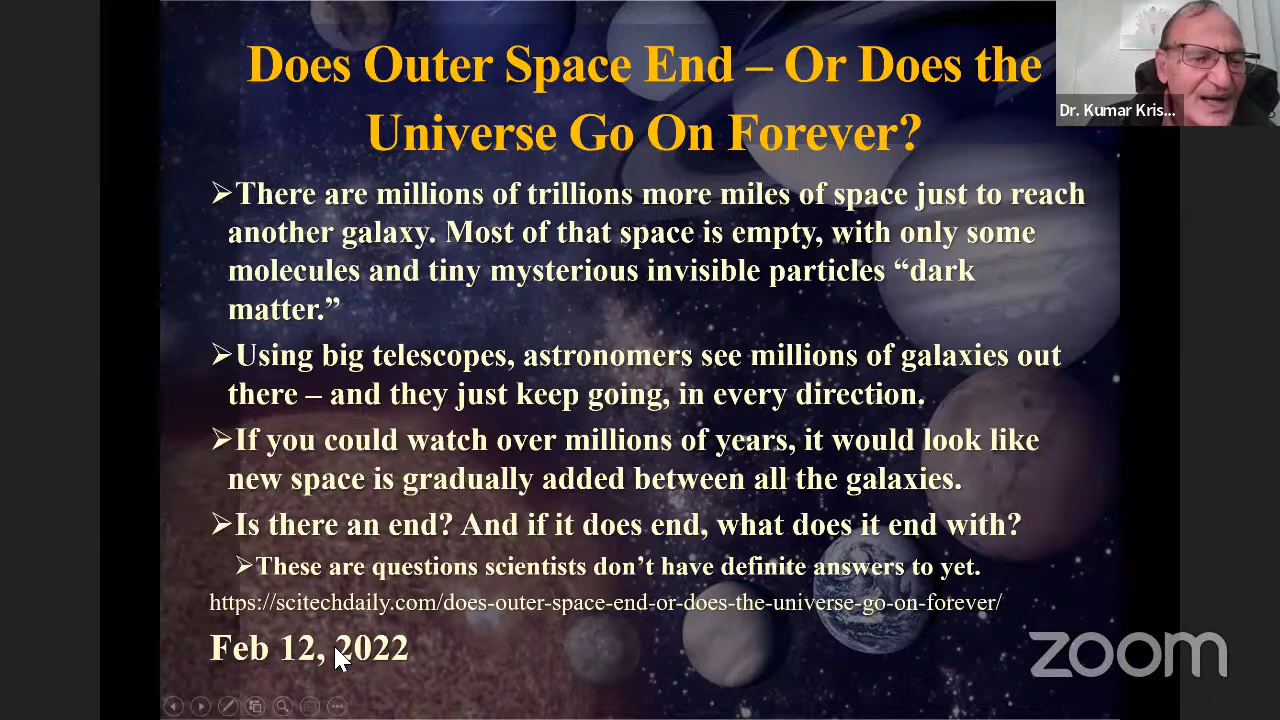 Does Outer Space End – Or Does the
Universe Go On Forever?
Dr. Kumar Kris...
➢There are millions of trillions more miles of space just to reach
another galaxy. Most of that space is empty, with only some
molecules and tiny mysterious invisible particles “dark
matter.”
➢Using big telescopes, astronomers see millions of galaxies out
there – and they just keep going, in every direction.
➢If you could watch over millions of years, it would look like
new space is gradually added between all the galaxies.
➢Is there an end? And if it does end, what does it end with?
➢These are questions scientists don’t have definite answers to yet.
https://scitechdaily.com/does-outer-space-end-or-does-the-universe-go-on-forever/
Feb 12, 2022
zoom